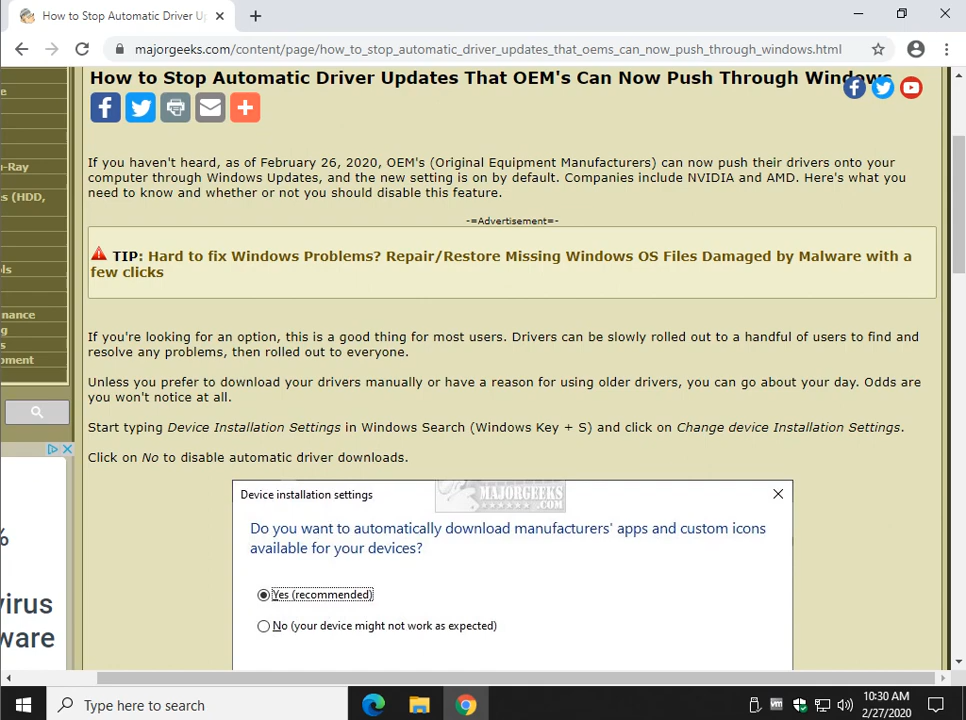 How to Stop Automatic Driver U
majorgeeks.com/content/page/how_to_stop_automatic_driver_updates_that_oems_can_now_push_through_windows.html
How to Stop Automatic Driver Updates That OEM's Can Now Push Through Windows
If you haven't heard, as of February 26, 2020, OEM's (Original Equipment Manufacturers) can now push their drivers onto your
computer through Windows Updates, and the new setting is on by default. Companies include NVIDIA and AMD. Here's what you
need to know and whether or not you should disable this feature.
-=Advertisement=-
TIP: Hard to fix Windows Problems? Repair/Restore Missing Windows OS Files Damaged by Malware with a
few clicks
If you're looking for an option, this is a good thing for most users. Drivers can be slowly rolled out to a handful of users to find and
resolve any problems, then rolled out to everyone.
Unless you prefer to download your drivers manually or have a reason for using older drivers, you can go about your day. Odds are
you won't notice at all.
Start typing Device Installation Settings in Windows Search (Windows Key + S) and click on Change device Installation Settings.
Click on No to disable automatic driver downloads.
Device installation settings
MAJORGEEKS
.COM
Do you want to automatically download manufacturers' apps and custom icons
available for your devices?
Yes (recommended)
No (your device might not work as expected)
e
-Ray
s (HDD,
ls
nance
g
s
oment
%
virus
ware
Type here to search
vm
10:30 AM
2/27/2020